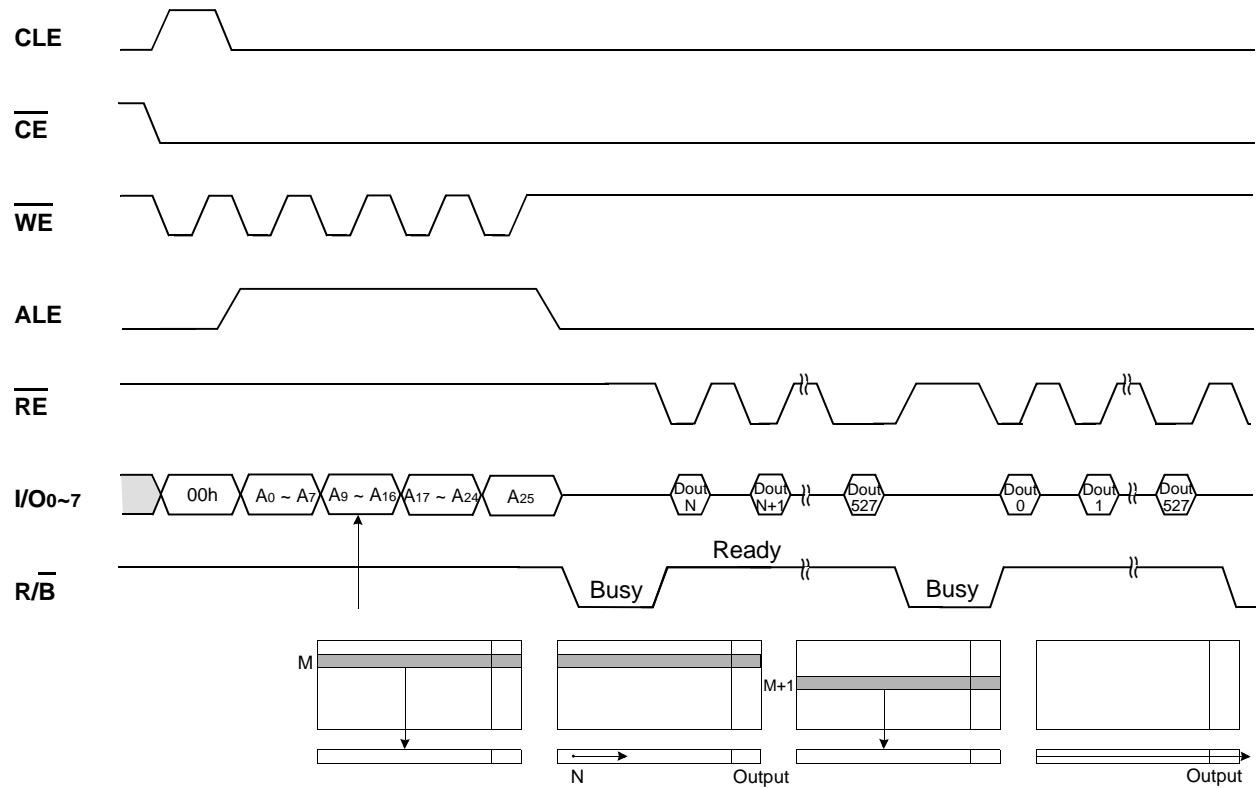 CLE
CE
WE
ALE
RE
I/O0~7 00h A0 ~ A7 A9 ~ A16 A17 ~ A24 A25 Dout N Dout N+1 Dout 527 Dout 0 Dout 1 Dout 527
R/B Busy Ready Busy
M M+1
N Output Output